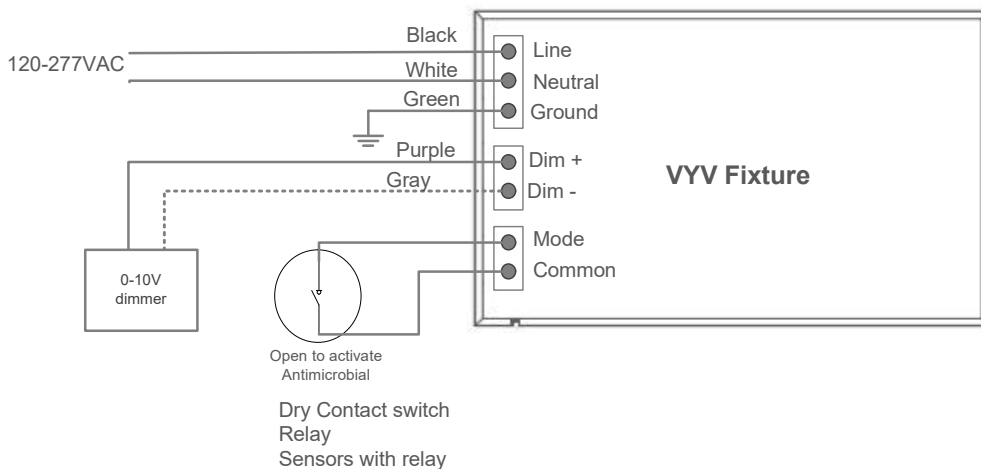 Black
Line
120-277VAC
White
Neutral
Green
Ground
Purple
Dim +
Gray
Dim -
VYV Fixture
Mode
Common
0-10V
dimmer
Open to activate
Antimicrobial
Dry Contact switch
Relay
Sensors with relay